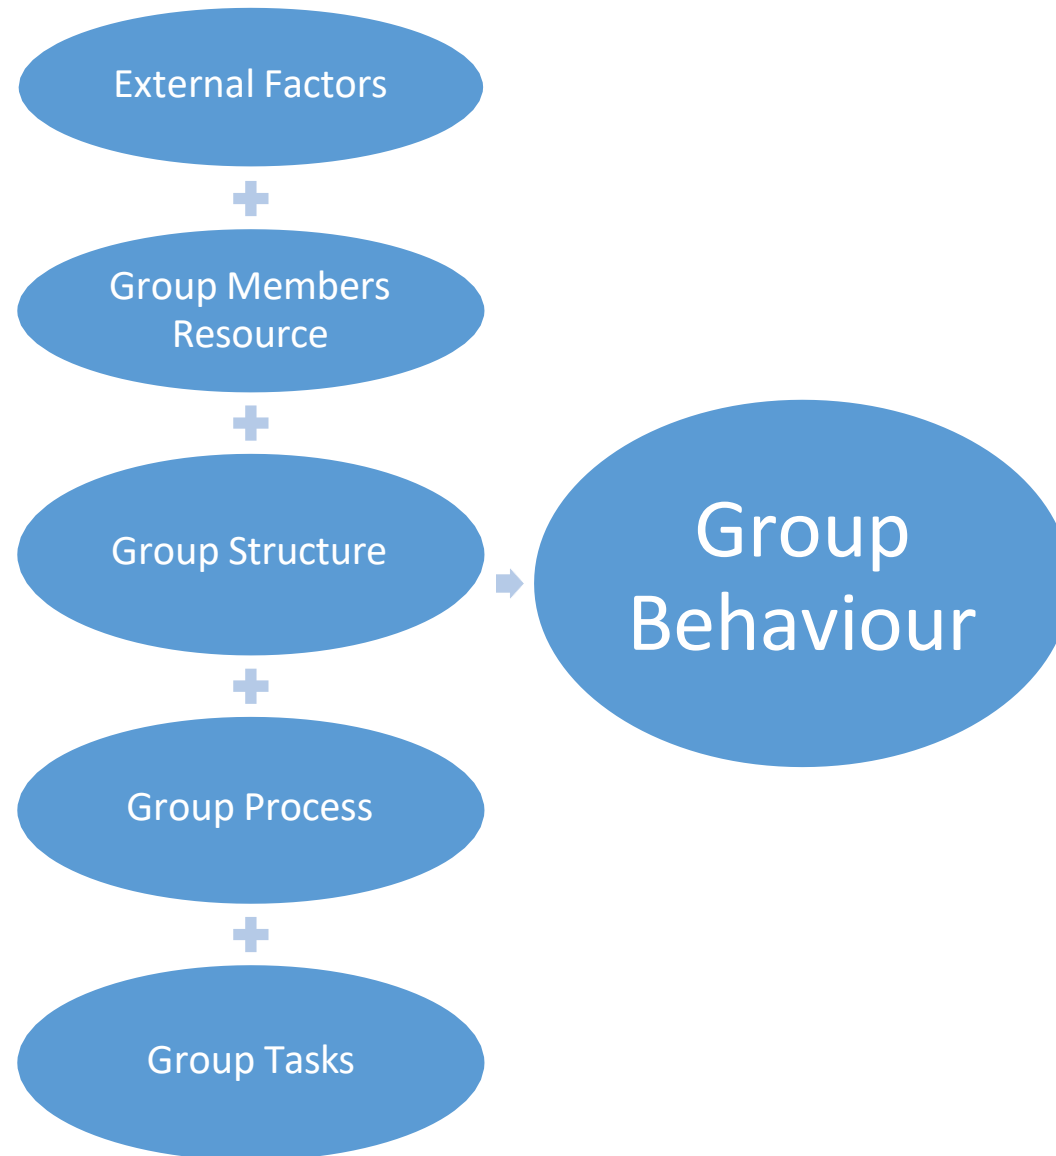 External Factors
Group Members
Resource
Group Structure
Group
Behaviour
Group Process
Group Tasks